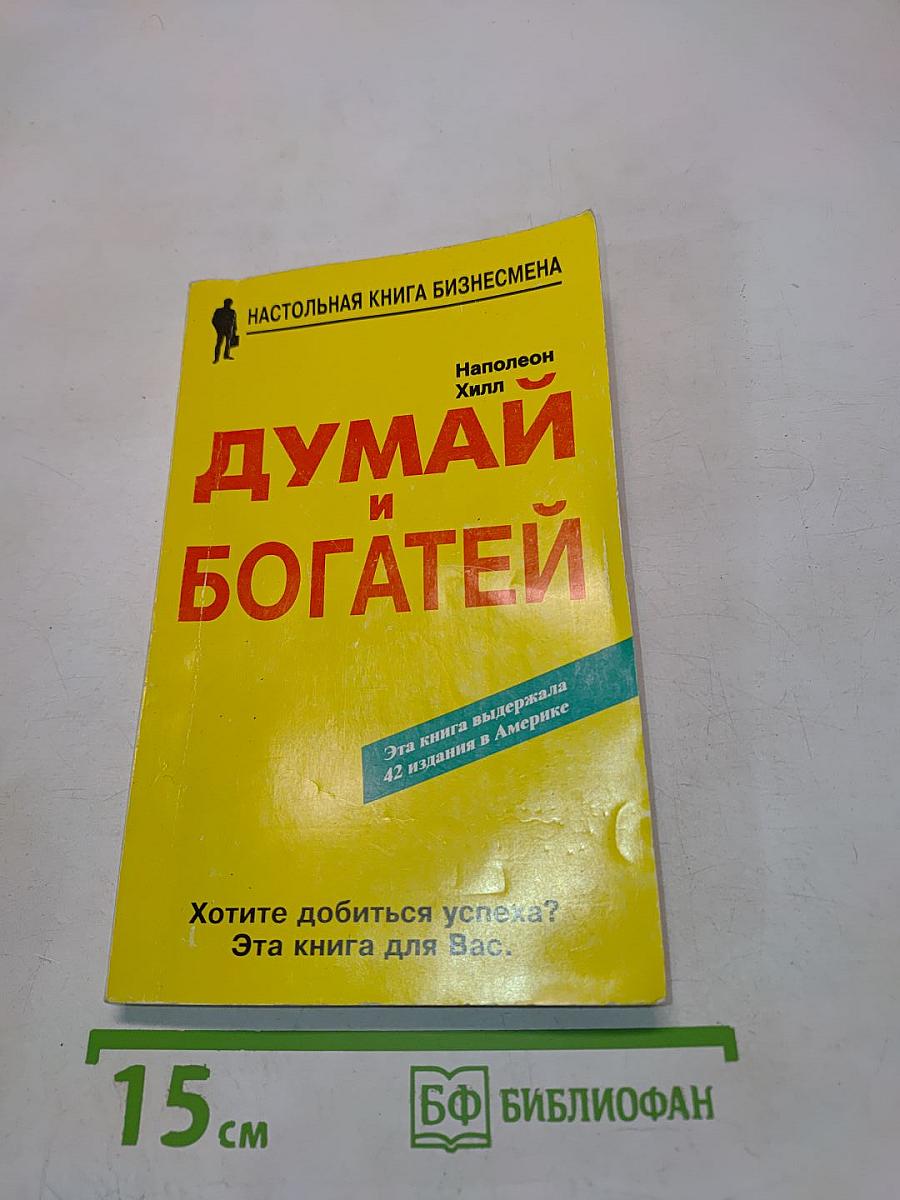 НАСТОЛЬНАЯ КНИГА БИЗНЕСМЕНА
Наполеон
Хилл
ДУМАЙ
и
БОГАТЕЙ
Эта книга выдержала
42 издания в Америке
Хотите добиться успеха?
Эта книга для Вас.
15 см
БФ БИБЛИОФАН